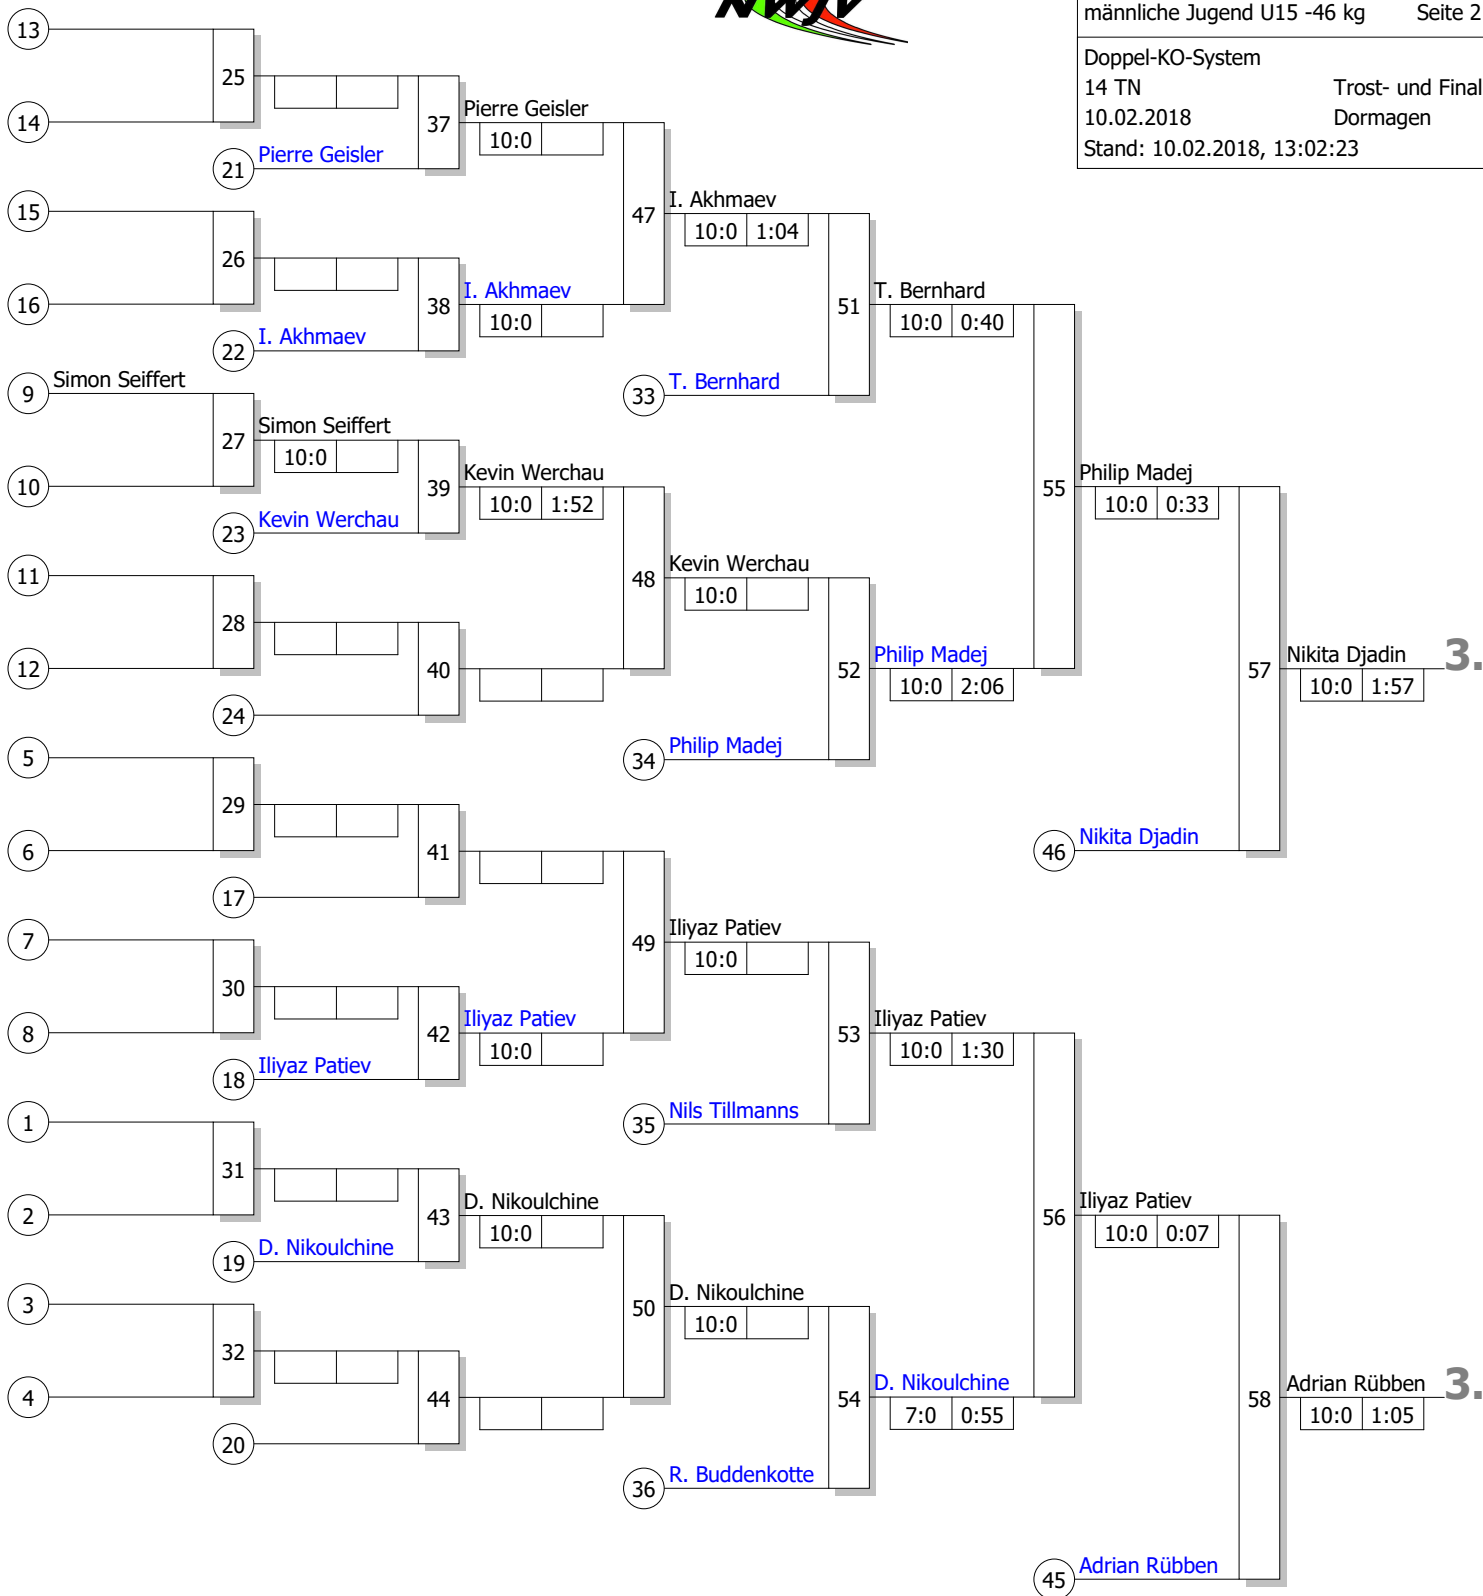 männliche Jugend U15 -46 kg Seite 2
Doppel-KO-System
14 TN Trost- und Final
10.02.2018 Dormagen
Stand: 10.02.2018, 13:02:23
13
25
14
37
Pierre Geisler
10:0
21
Pierre Geisler
15
47
I. Akhmaev
10:0 1:04
26
16
38
I. Akhmaev
10:0
22
I. Akhmaev
51
T. Bernhard
10:0 0:40
9
Simon Seiffert
33
T. Bernhard
27
Simon Seiffert
10:0
10
39
Kevin Werchau
10:0 1:52
55
Philip Madej
10:0 0:33
23
Kevin Werchau
11
48
Kevin Werchau
10:0
28
12
40
52
Philip Madej
10:0 2:06
57
Nikita Djadin
10:0 1:57
3.
24
5
34
Philip Madej
29
6
41
46
Nikita Djadin
17
7
49
Iliyaz Patiev
10:0
30
8
42
Iliyaz Patiev
10:0
53
Iliyaz Patiev
10:0 1:30
18
Iliyaz Patiev
1
35
Nils Tillmanns
31
2
43
D. Nikoulchine
10:0
56
Iliyaz Patiev
10:0 0:07
19
D. Nikoulchine
3
50
D. Nikoulchine
10:0
32
4
44
54
D. Nikoulchine
7:0 0:55
58
Adrian Rübben
10:0 1:05
3.
20
36
R. Buddenkotte
45
Adrian Rübben